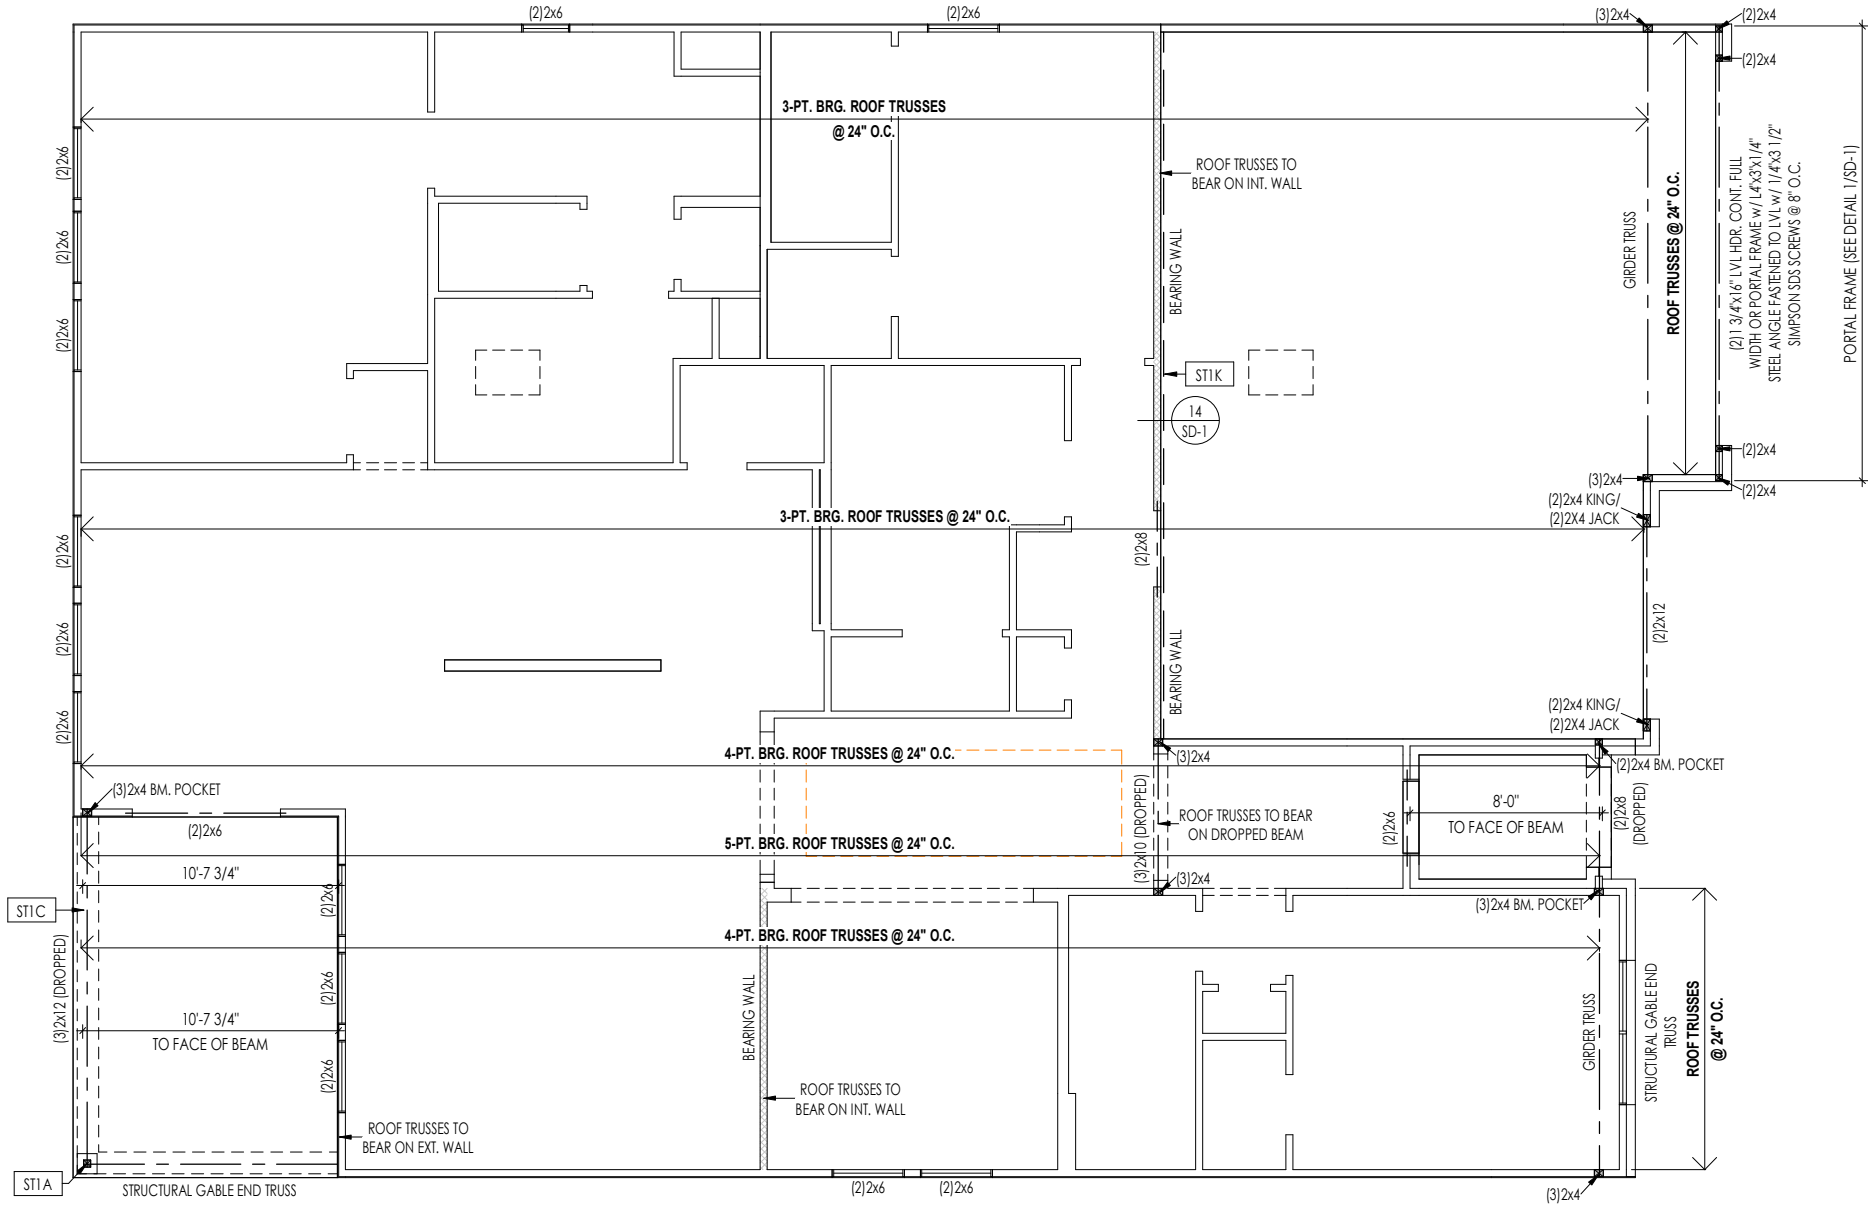 (2)2x6
(2)2x6
(3)2x4
(2)2x4
(2)2x4
3-PT. BRG. ROOF TRUSSES
@ 24" O.C.
(2)2x6
(2)2x6
(2)2x6
ROOF TRUSSES TO
BEAR ON INT. WALL
BEARING WALL
GIRDER TRUSS
ROOF TRUSSES @ 24" O.C.
(2)1 3/4"x16" LVL HDR. CONT. FULL
WIDTH OR PORTAL FRAME w/ L4"x3"x1/4"
STEEL ANGLE FASTENED TO LVL w/ 1/4"x3 1/2"
SIMPSON SDS SCREWS @ 8" O.C.
PORTAL FRAME (SEE DETAIL 1/SD-1)
ST1K
14
SD-1
(2)2x4
(3)2x4
(2)2x4
(2)2x4 KING/
(2)2X4 JACK
3-PT. BRG. ROOF TRUSSES @ 24" O.C.
(2)2x6
(2)2x6
(2)2x6
(2)2x8
BEARING WALL
(2)2x12
(2)2x4 KING/
(2)2X4 JACK
4-PT. BRG. ROOF TRUSSES @ 24" O.C.
(3)2x4
(2)2x4 BM. POCKET
(3)2x4 BM. POCKET
(2)2x6
(3)2x10 (DROPPED)
ROOF TRUSSES TO BEAR
ON DROPPED BEAM
(2)2x6
8'-0"
TO FACE OF BEAM
(2)2x8
(DROPPED)
5-PT. BRG. ROOF TRUSSES @ 24" O.C.
10'-7 3/4"
(2)2x6
(3)2x4
(3)2x4 BM. POCKET
ST1C
4-PT. BRG. ROOF TRUSSES @ 24" O.C.
(3)2x12 (DROPPED)
(2)2x6
BEARING WALL
GIRDER TRUSS
STRUCTURAL GABLE END
TRUSS
ROOF TRUSSES
@ 24" O.C.
10'-7 3/4"
TO FACE OF BEAM
(2)2x6
ROOF TRUSSES TO
BEAR ON INT. WALL
ROOF TRUSSES TO
BEAR ON EXT. WALL
ST1A
STRUCTURAL GABLE END TRUSS
(2)2x6
(2)2x6
(3)2x4